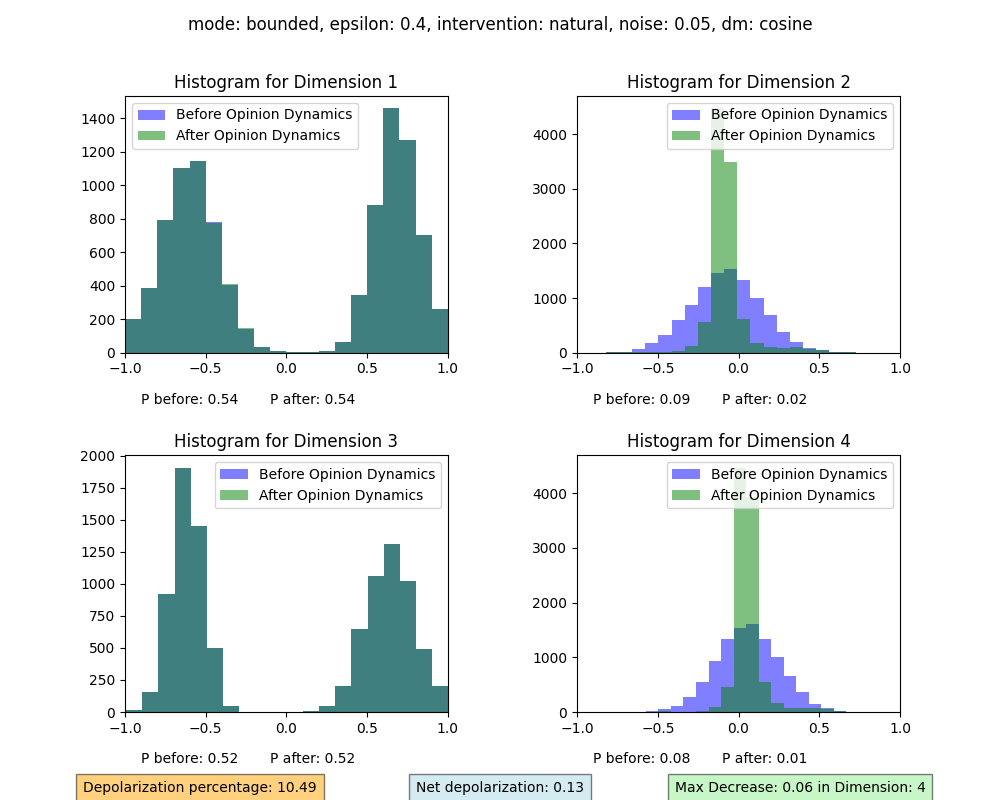 mode: bounded, epsilon: 0.4, intervention: natural, noise: 0.05, dm: cosine
Histogram for Dimension 1
Before Opinion Dynamics
After Opinion Dynamics
1400
1200
1000
800
600
400
200
0
−1.0 −0.5 0.0 0.5 1.0
P before: 0.54 P after: 0.54
Histogram for Dimension 2
Before Opinion Dynamics
After Opinion Dynamics
4000
3000
2000
1000
0
−1.0 −0.5 0.0 0.5 1.0
P before: 0.09 P after: 0.02
Histogram for Dimension 3
Before Opinion Dynamics
After Opinion Dynamics
2000
1750
1500
1250
1000
750
500
250
0
−1.0 −0.5 0.0 0.5 1.0
P before: 0.52 P after: 0.52
Histogram for Dimension 4
Before Opinion Dynamics
After Opinion Dynamics
4000
3000
2000
1000
0
−1.0 −0.5 0.0 0.5 1.0
P before: 0.08 P after: 0.01
Depolarization percentage: 10.49
Net depolarization: 0.13
Max Decrease: 0.06 in Dimension: 4